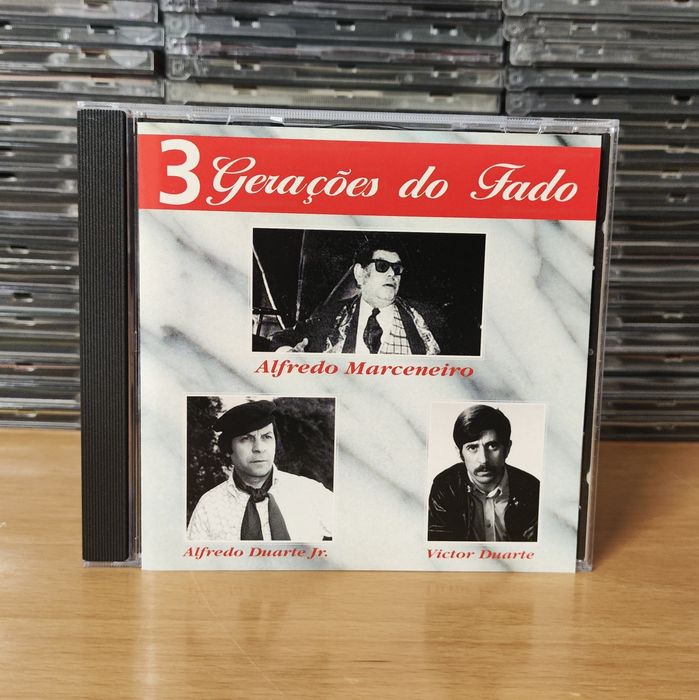 3 Gerações do Fado
Alfredo Marceneiro
Alfredo Duarte Jr.
Victor Duarte